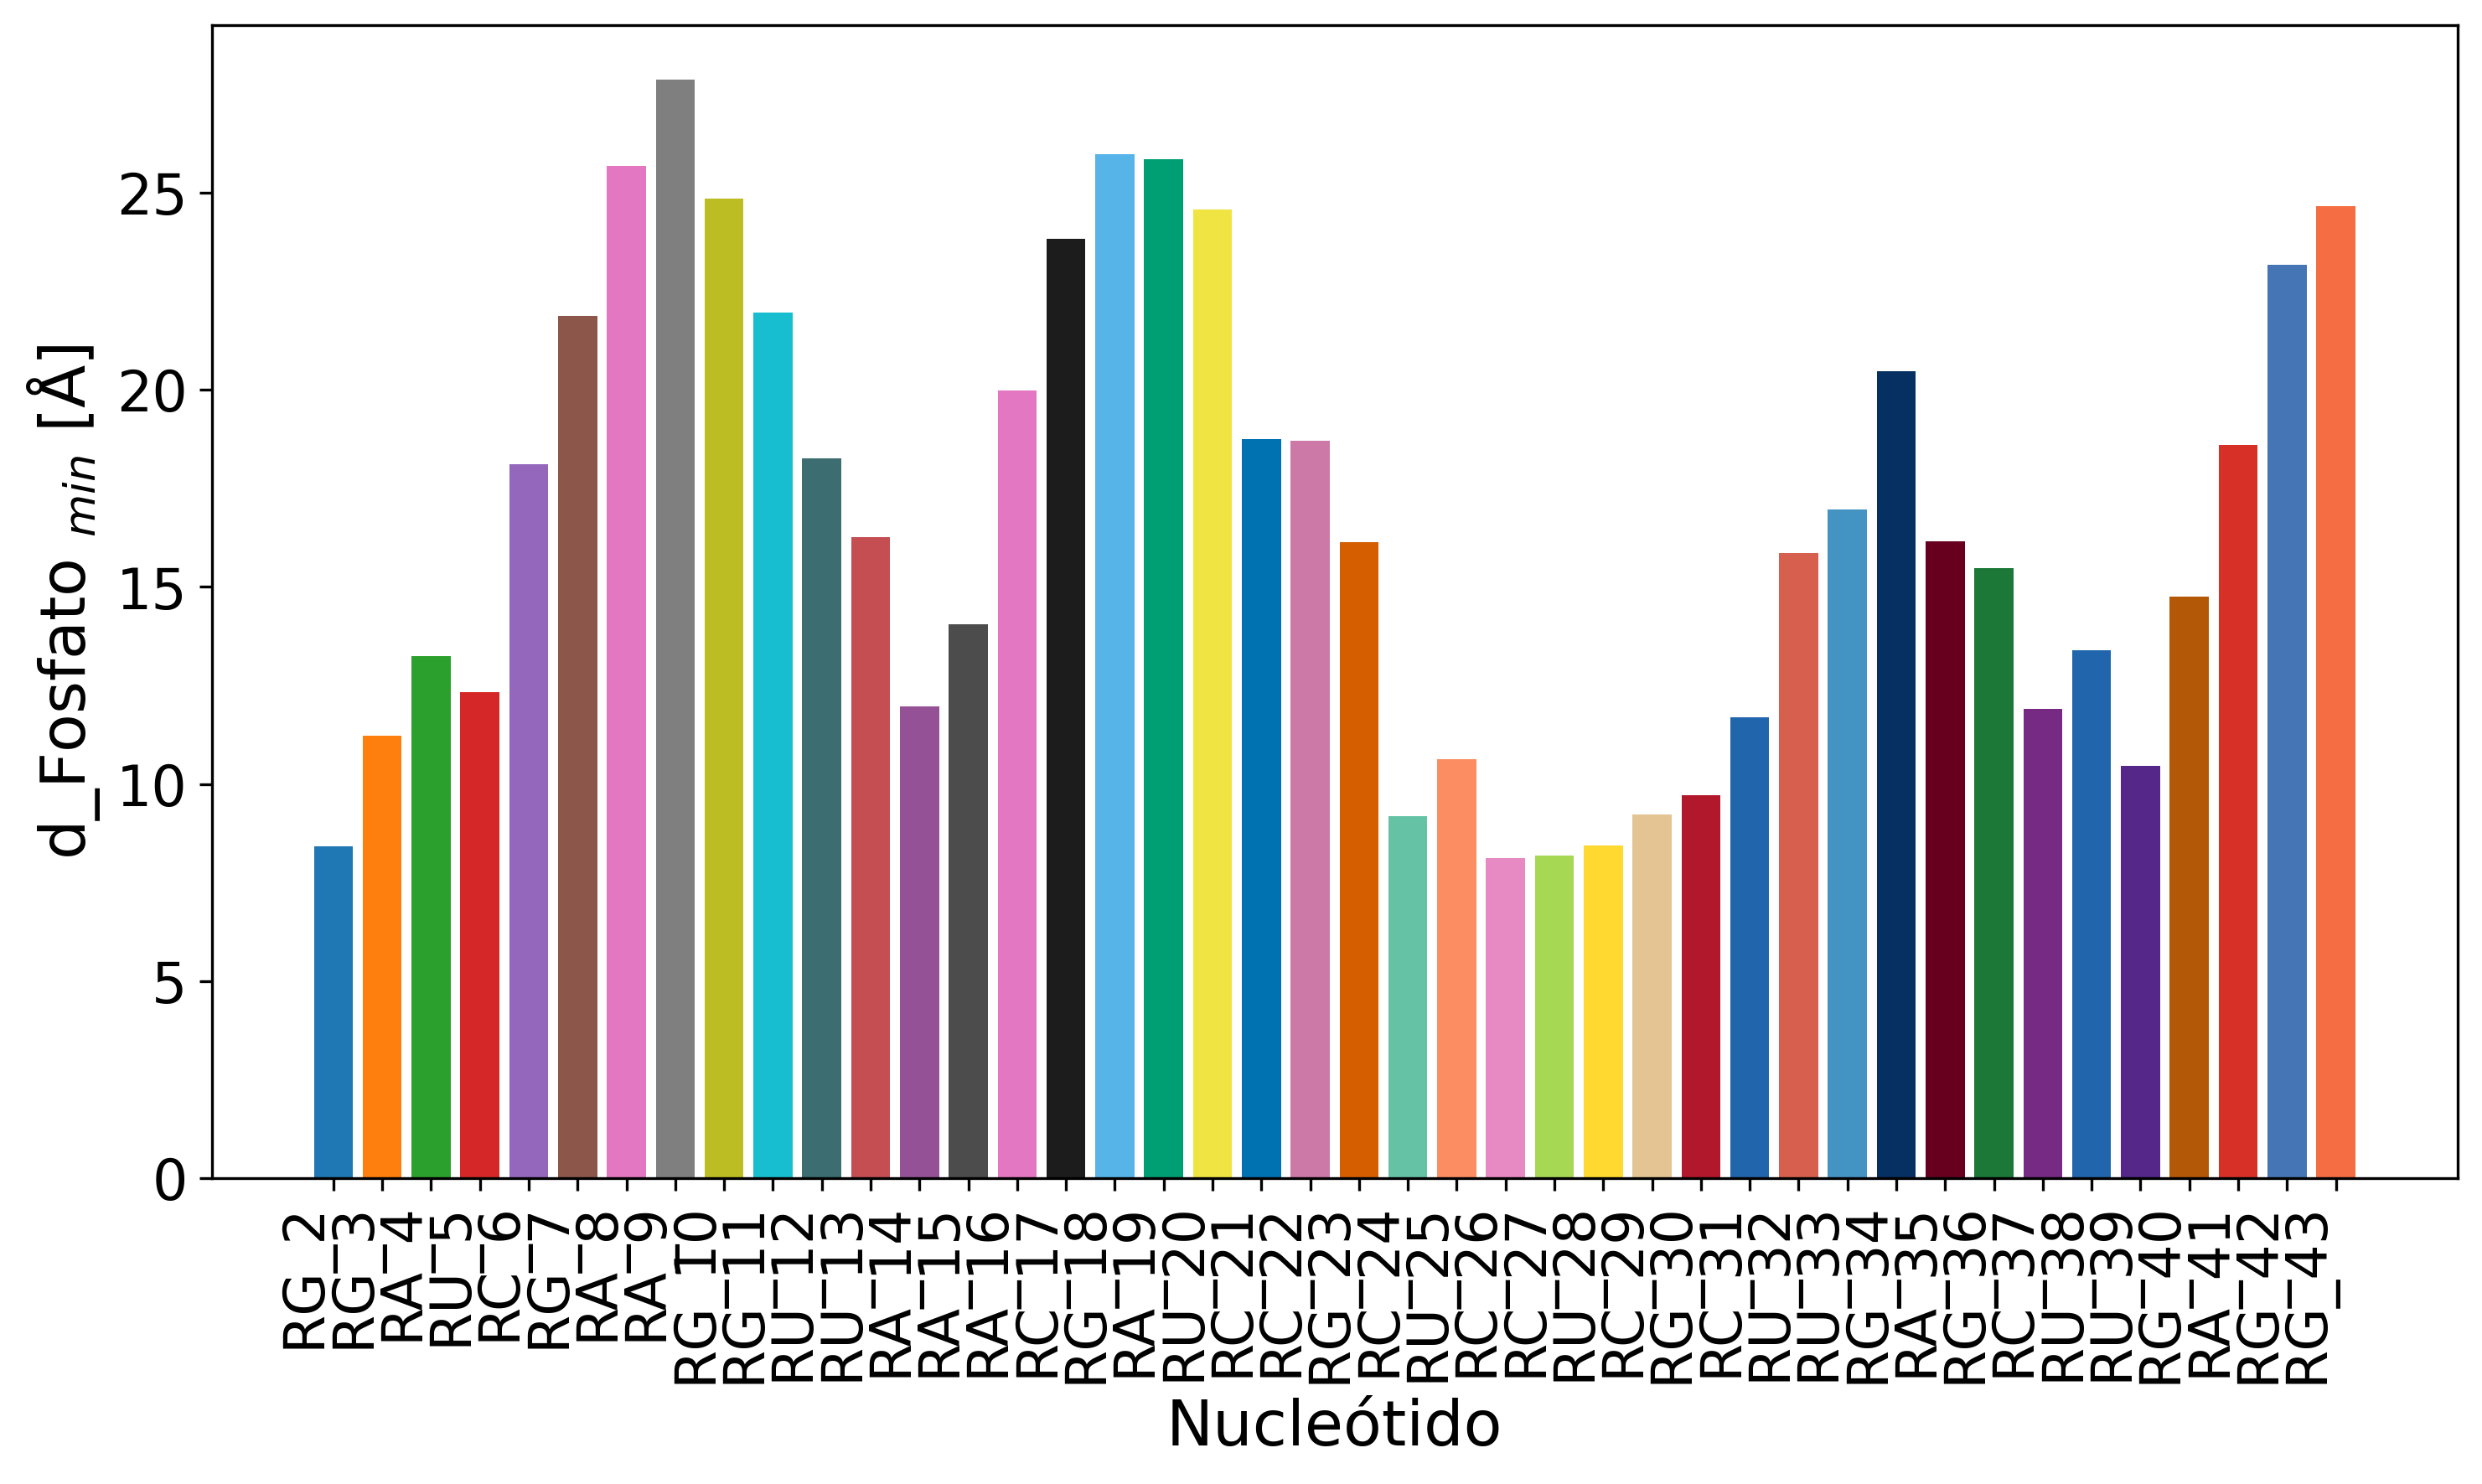 d_Fosfato min [Å]
25
20
15
10
5
0
RG_2
RG_3
RA_4
RU_5
RC_6
RG_7
RA_8
RA_9
RG_10
RG_11
RU_12
RU_13
RA_14
RA_15
RA_16
RC_17
RG_18
RA_19
RU_20
RC_21
RC_22
RG_23
RC_24
RU_25
RC_26
RC_27
RU_28
RC_29
RG_30
RC_31
RU_32
RU_33
RG_34
RA_35
RG_36
RC_37
RU_38
RU_39
RG_40
RA_41
RG_42
RG_43
Nucleótido